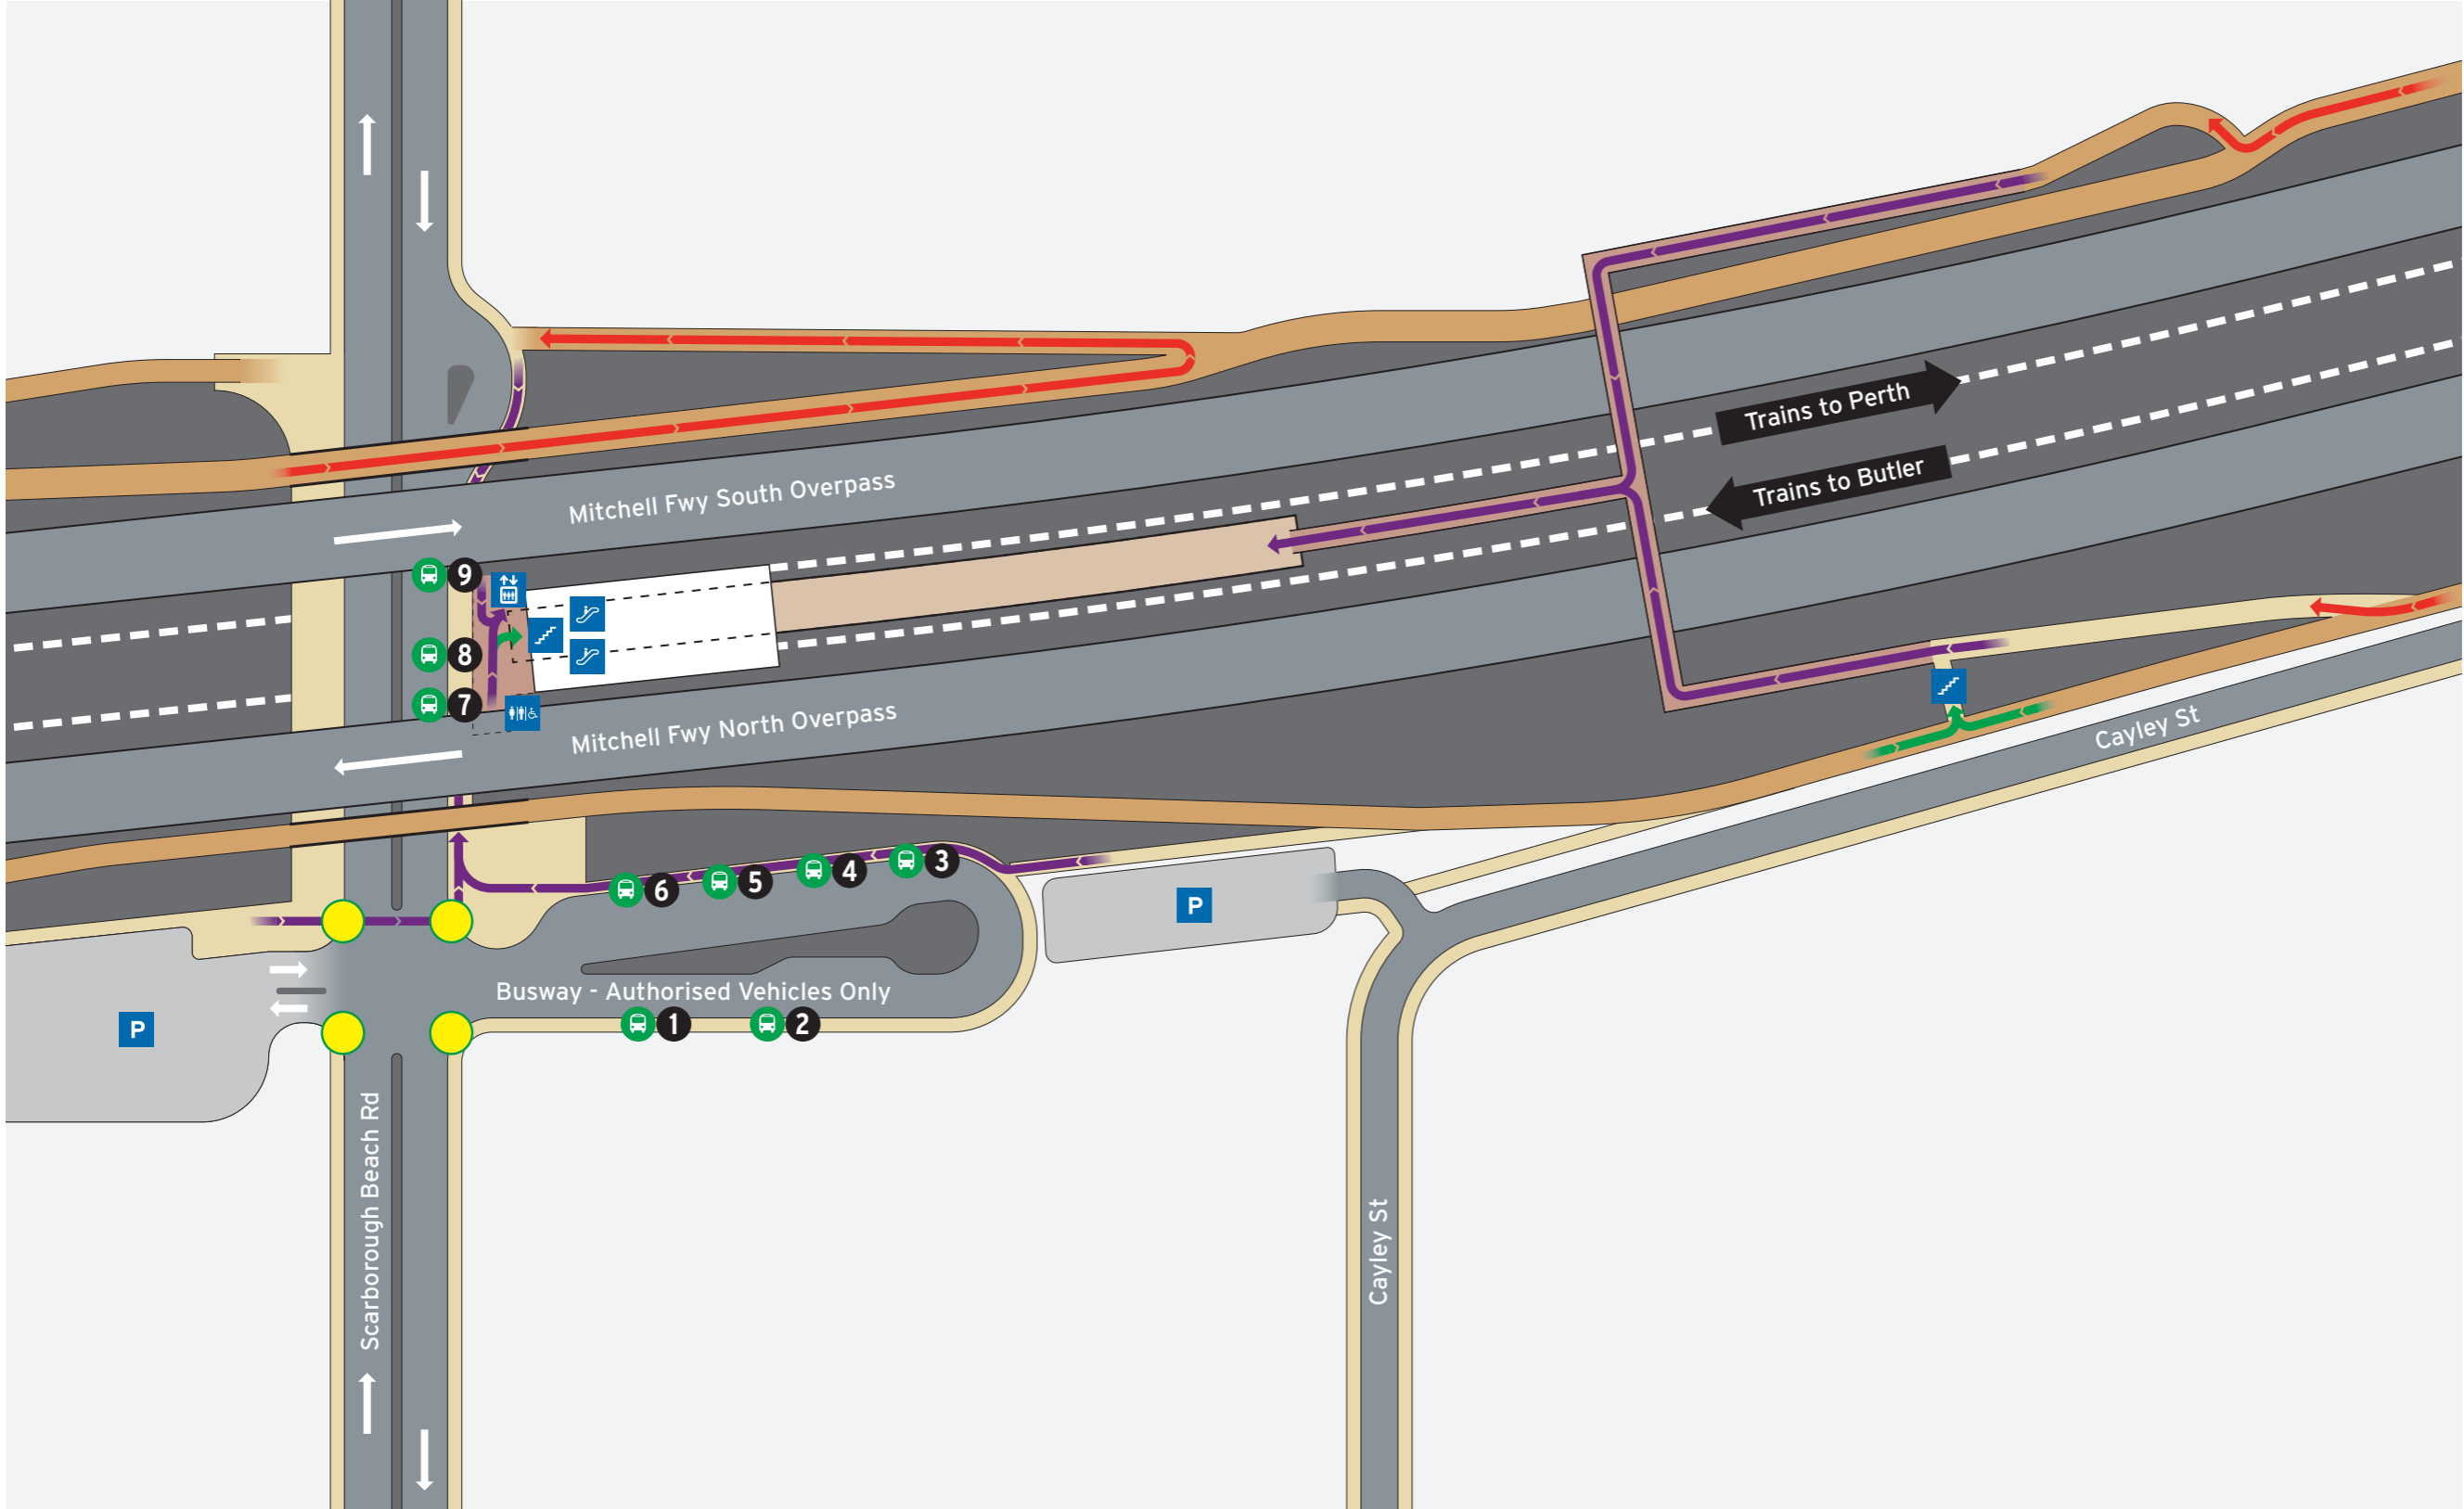 Trains to Perth
Trains to Butler
Mitchell Fwy South Overpass
9
8
7
Mitchell Fwy North Overpass
Cayley St
3
4
5
6
P
Busway - Authorised Vehicles Only
1
2
P
Scarborough Beach Rd
Cayley St